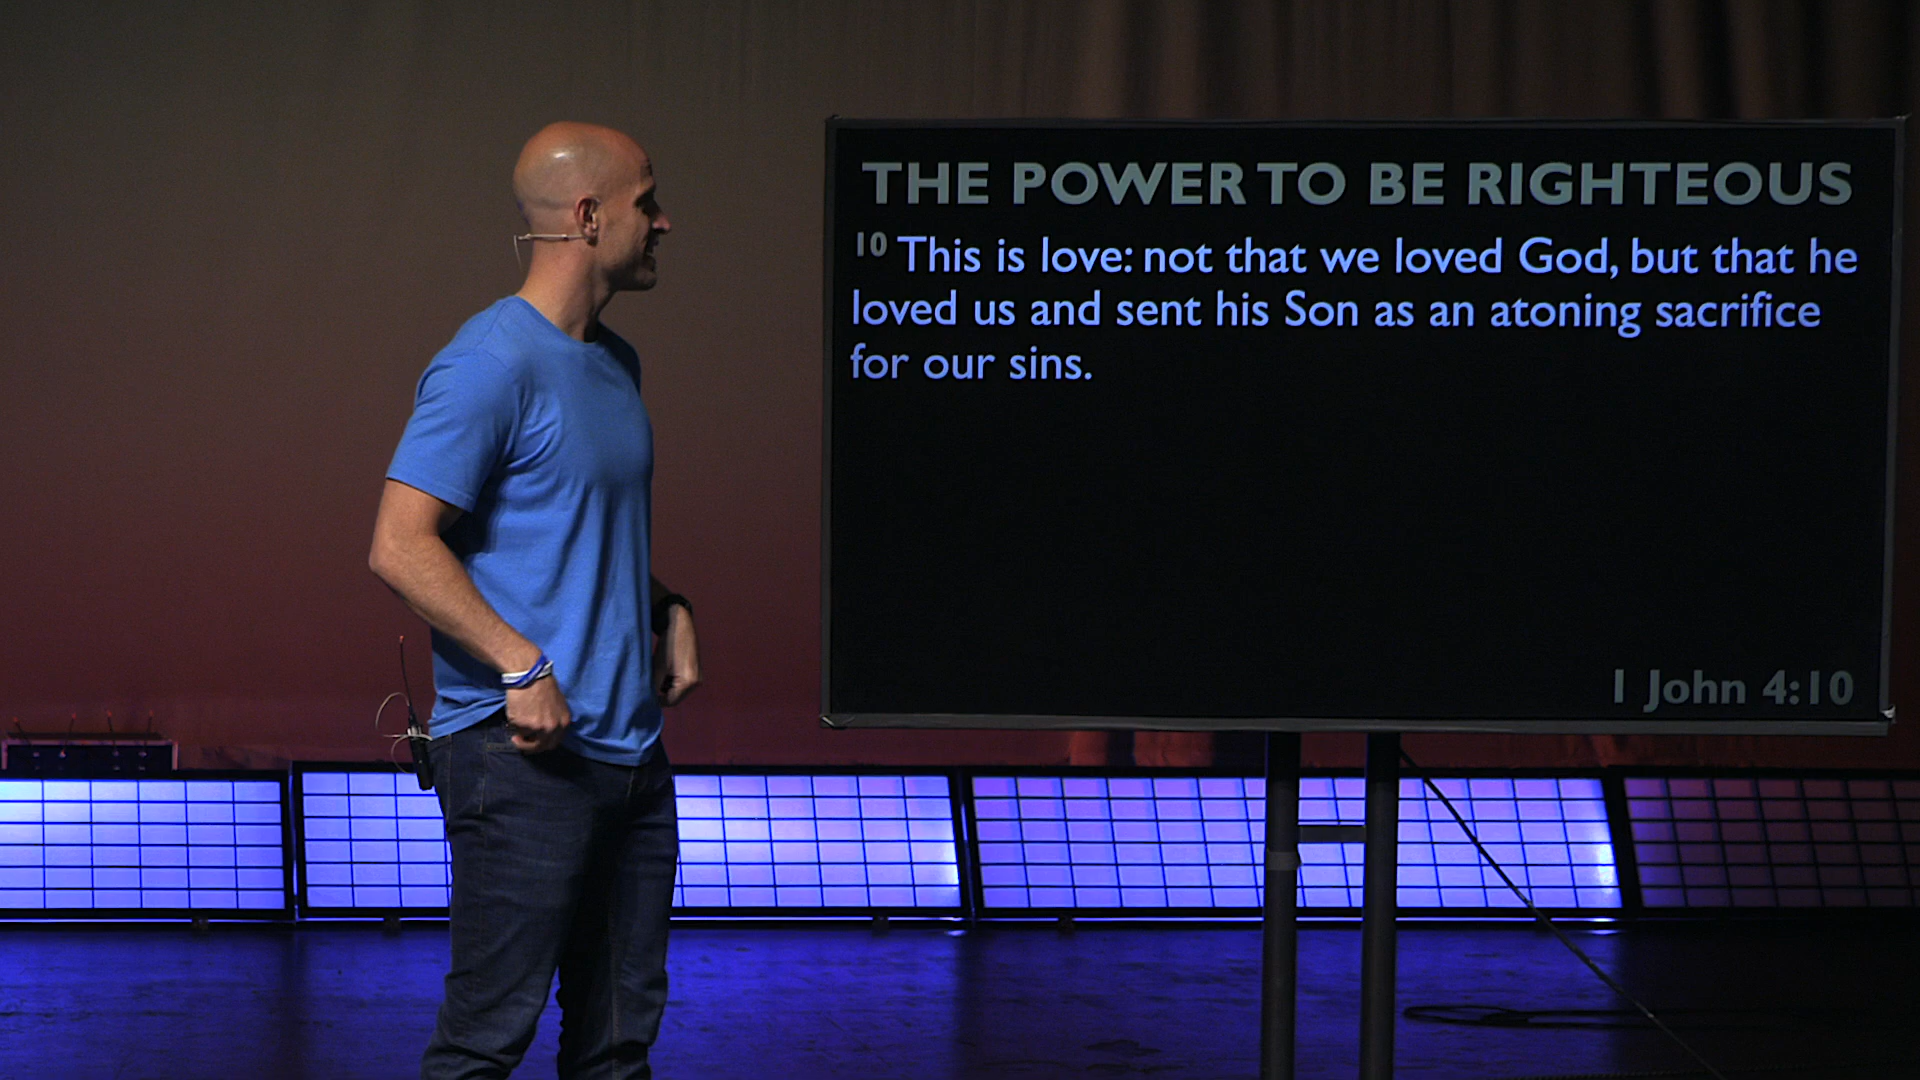 THE POWER TO BE RIGHTEOUS
10 This is love: not that we loved God, but that he
loved us and sent his Son as an atoning sacrifice
for our sins.
1 John 4:10